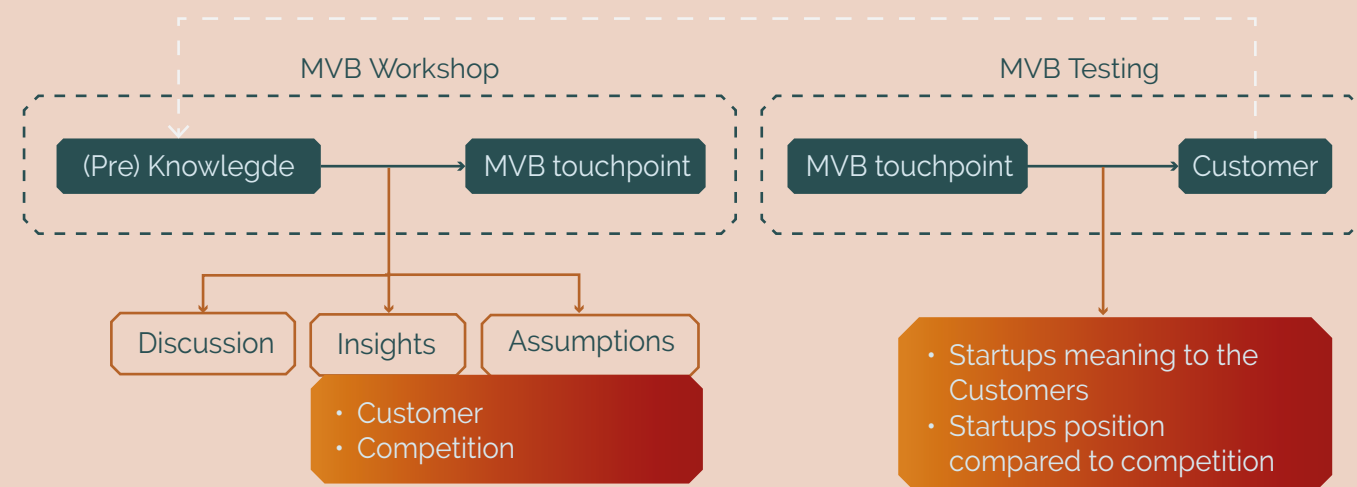 MVB Workshop
(Pre) Knowlegde
MVB touchpoint
Discussion
Insights
Assumptions
• Customer
• Competition
MVB Testing
MVB touchpoint
Customer
• Startups meaning to the
Customers
• Startups position
compared to competition